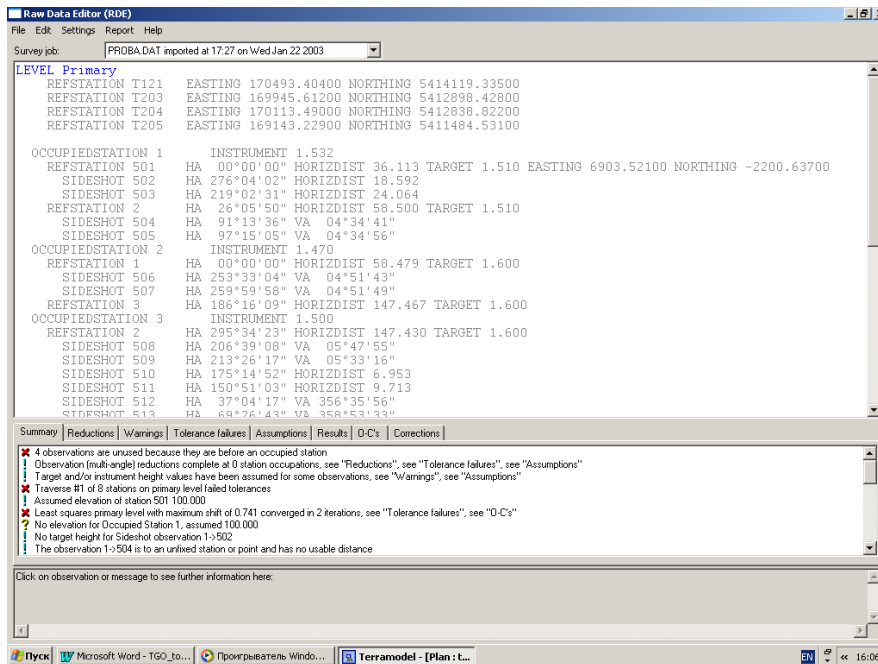 Raw Data Editor (RDE)
File Edit Settings Report Help
Survey job: PROBA.DAT imported at 17:27 on Wed Jan 22 2003
LEVEL Primary
REFSTATION T121 EASTING 170493.40400 NORTHING 5414119.33500
REFSTATION T203 EASTING 169945.61200 NORTHING 5412898.42800
REFSTATION T204 EASTING 170113.49000 NORTHING 5412838.82200
REFSTATION T205 EASTING 169143.22900 NORTHING 5411484.53100
OCCUPIEDSTATION 1 INSTRUMENT 1.532
REFSTATION 501 HA 00°00'00" HORIZDIST 36.113 TARGET 1.510 EASTING 6903.52100 NORTHING -2200.63700
SIDESHOT 502 HA 276°04'02" HORIZDIST 18.592
SIDESHOT 503 HA 219°02'31" HORIZDIST 24.064
REFSTATION 2 HA 26°05'50" HORIZDIST 58.500 TARGET 1.510
SIDESHOT 504 HA 91°13'36" VA 04°34'41"
SIDESHOT 505 HA 97°15'05" VA 04°34'56"
OCCUPIEDSTATION 2 INSTRUMENT 1.470
REFSTATION 1 HA 00°00'00" HORIZDIST 58.479 TARGET 1.600
SIDESHOT 506 HA 253°33'04" VA 04°51'43"
SIDESHOT 507 HA 259°59'58" VA 04°51'49"
REFSTATION 3 HA 186°16'09" HORIZDIST 147.467 TARGET 1.600
OCCUPIEDSTATION 3 INSTRUMENT 1.500
REFSTATION 2 HA 295°34'23" HORIZDIST 147.430 TARGET 1.600
SIDESHOT 508 HA 206°39'08" VA 05°47'55"
SIDESHOT 509 HA 213°26'17" VA 05°33'16"
SIDESHOT 510 HA 175°14'52" HORIZDIST 6.953
SIDESHOT 511 HA 150°51'03" HORIZDIST 9.713
SIDESHOT 512 HA 37°04'17" VA 356°35'56"
SIDESHOT 513 HA 69°26'43" VA 358°53'33"
Summary Reductions Warnings Tolerance failures Assumptions Results O-C's Corrections
4 observations are unused because they are before an occupied station
Observation (multi-angle) reductions complete at 0 station occupations, see "Reductions", see "Tolerance failures", see "Assumptions"
Target and/or instrument height values have been assumed for some observations, see "Warnings", see "Assumptions"
Traverse #1 of 8 stations on primary level failed tolerances
Assumed elevation of station 501 100.000
Least squares primary level with maximum shift of 0.741 converged in 2 iterations, see "Tolerance failures", see "O-C's"
No elevation for Occupied Station 1, assumed 100.000
No target height for Sideshot observation 1->502
The observation 1->504 is to an unfixed station or point and has no usable distance
Click on observation or message to see further information here:
Пуск Microsoft Word - TGO_to... Проигрыватель Windo... Terramodel - [Plan : t... EN « 16:06